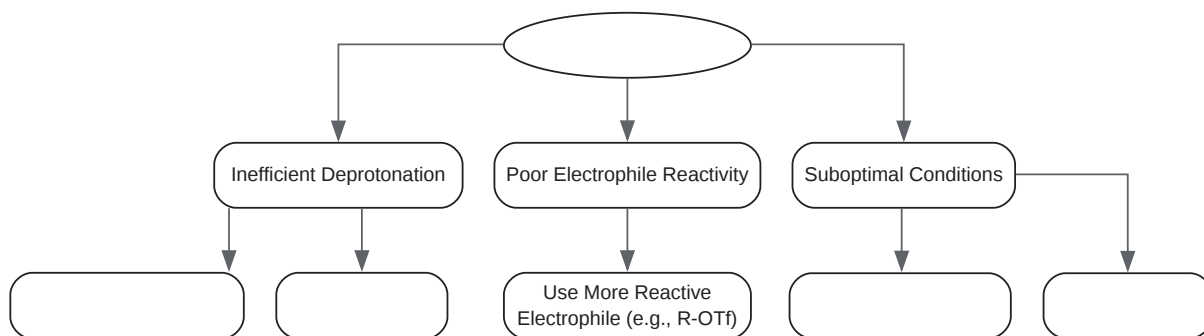 Inefficient Deprotonation
Poor Electrophile Reactivity
Suboptimal Conditions
Use More Reactive
Electrophile (e.g., R-OTf)